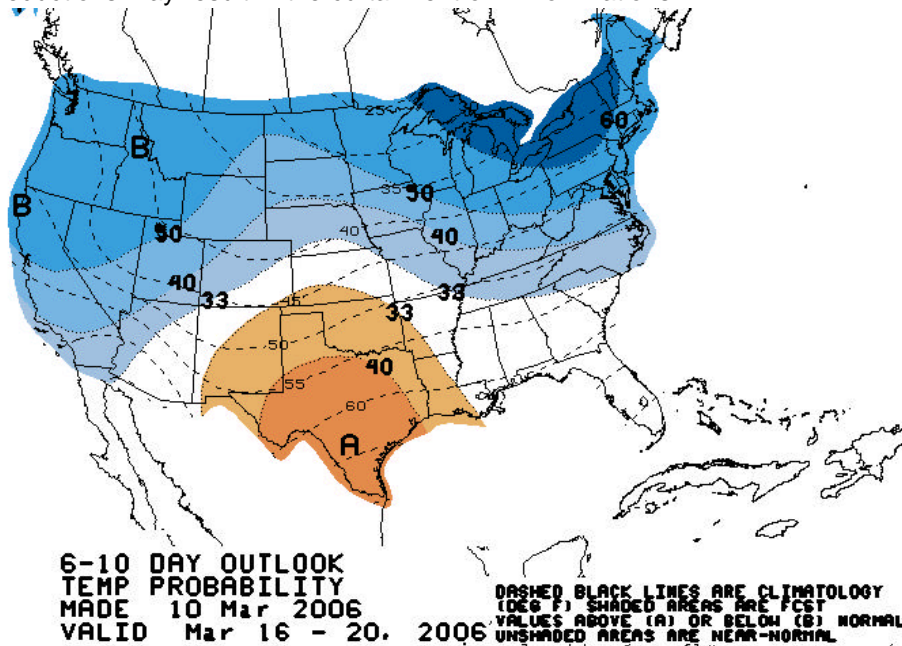 B
B
25
60
35
50
50
40
40
40
33
33
45
33
50
40
55
60
A
6-10 DAY OUTLOOK
TEMP PROBABILITY
MADE 10 Mar 2006
VALID Mar 16 - 20, 2006
DASHED BLACK LINES ARE CLIMATOLOGY
(DEG F) SHADED AREAS ARE FCST
VALUES ABOVE (A) OR BELOW (B) NORMAL
UNSHADED AREAS ARE NEAR-NORMAL